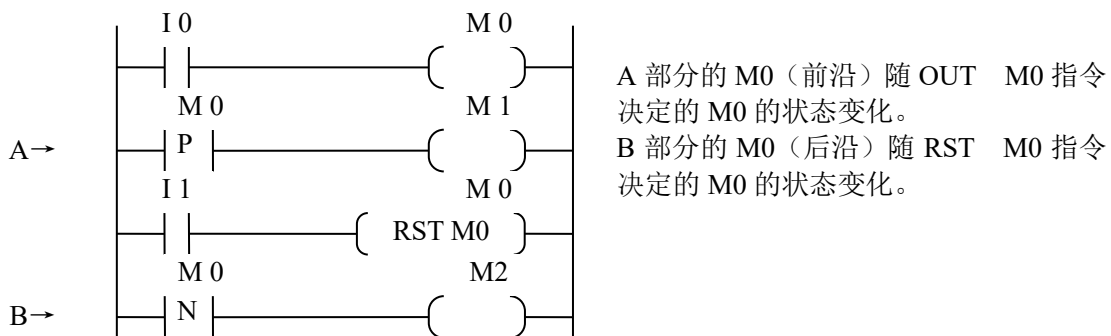 I 0 M 0
M 0 M 1
A→ P
I 1 M 0
RST M0
M 0 M2
B→ N
A 部分的 M0（前沿）随 OUT M0 指令
决定的 M0 的状态变化。
B 部分的 M0（后沿）随 RST M0 指令
决定的 M0 的状态变化。